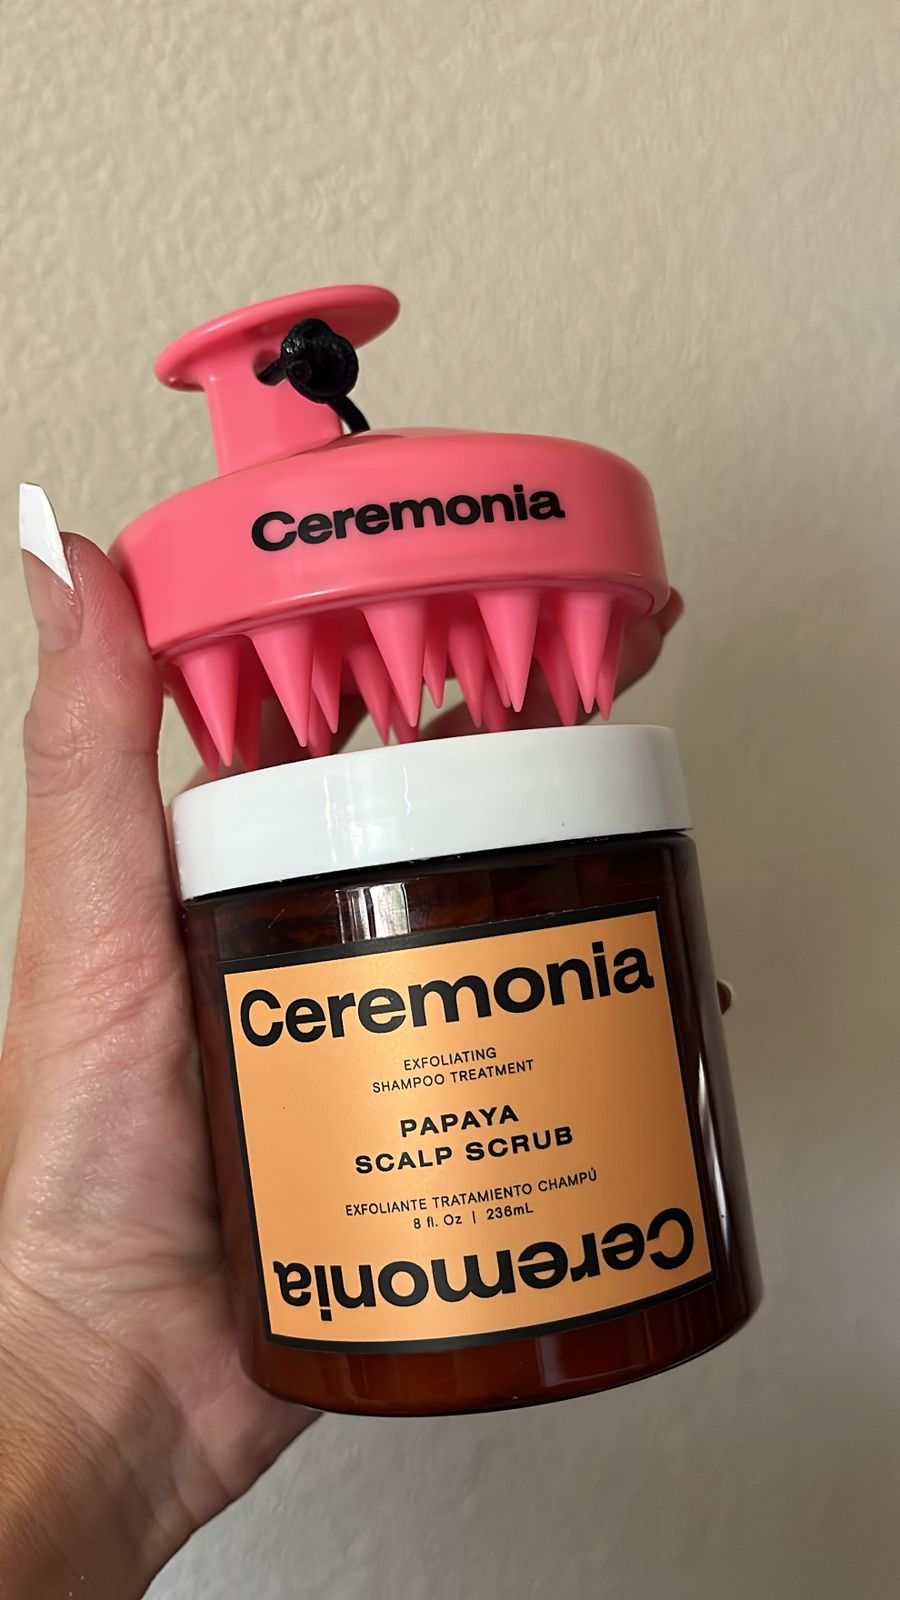 Ceremonia
Ceremonia
EXFOLIATING
SHAMPOO TREATMENT
PAPAYA
SCALP SCRUB
EXFOLIANTE TRATAMIENTO CHAMPÚ
8 fl. Oz | 236mL
Ceremonia